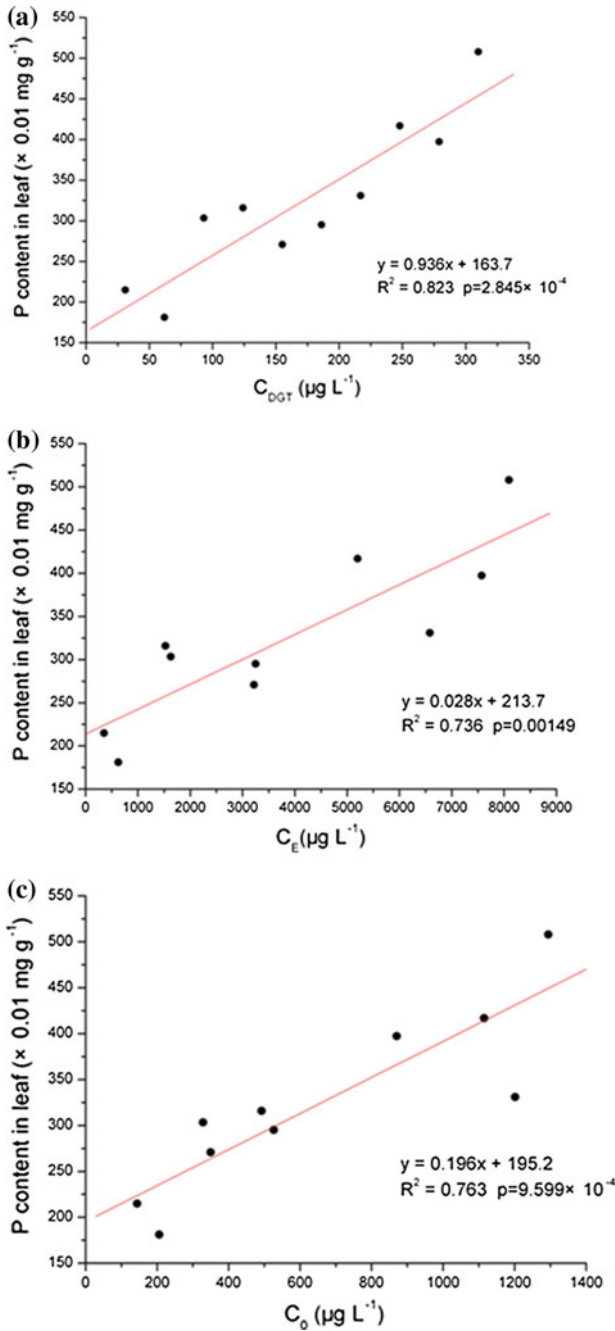 (a)
550
500
450
400
350
300
250
200
150
P content in leaf (× 0.01 mg g⁻¹)
y = 0.936x + 163.7
R² = 0.823 p=2.845× 10⁻⁴
0 50 100 150 200 250 300 350
C_DGT (µg L⁻¹)
(b)
550
500
450
400
350
300
250
200
150
P content in leaf (× 0.01 mg g⁻¹)
y = 0.028x + 213.7
R² = 0.736 p=0.00149
0 1000 2000 3000 4000 5000 6000 7000 8000 9000
C_E(µg L⁻¹)
(c)
550
500
450
400
350
300
250
200
150
P content in leaf (× 0.01 mg g⁻¹)
y = 0.196x + 195.2
R² = 0.763 p=9.599× 10⁻⁴
0 200 400 600 800 1000 1200 1400
C₀ (µg L⁻¹)